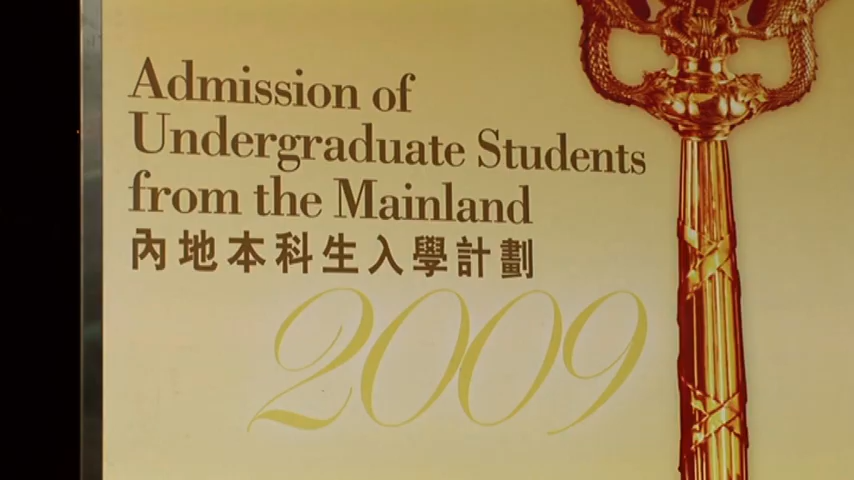 Admission of
Undergraduate Students
from the Mainland
內地本科生入學計劃
2009